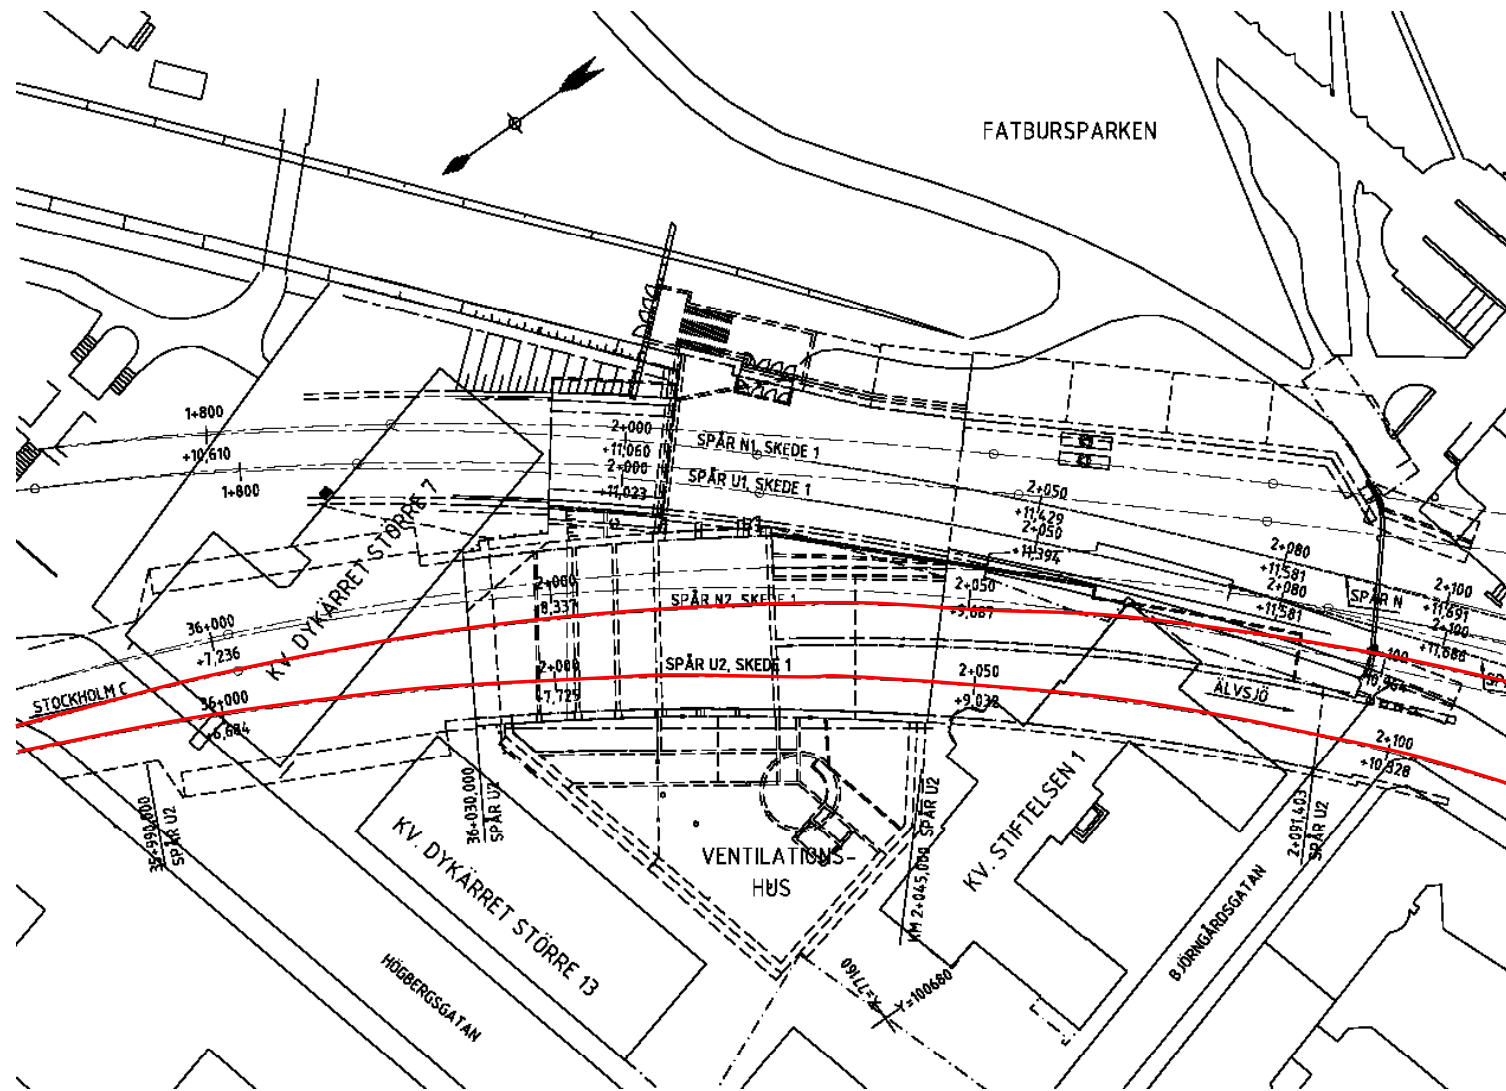 FATBURSPARKEN
1+800
+10,610
1+800
2+000
+11,060
2+000
+11,023
SPÅR N1, SKEDE 1
SPÅR U1, SKEDE 1
2+050
+11,429
2+050
+11,394
2+080
+11,581
2+080
+11,581
2+100
+11,691
2+100
+11,686
SPÅR N
KV. DYKÄRRET STÖRRE 7
36+000
+7,236
STOCKHOLM C
36+000
+6,684
2+000
8,337
SPÅR N2, SKEDE 1
2+050
2+000
+7,725
SPÅR U2, SKEDE 1
2+050
+9,032
ÄLVSJÖ
2+100
+10,328
35+990,000
SPÅR U2
36+030,000
SPÅR U2
KM 2+045,000 SPÅR U2
2+091,403
SPÅR U2
VENTILATIONS-
HUS
KV. DYKÄRRET STÖRRE 13
KV. STIFTELSEN 1
HÖGBERGSGATAN
BJÖRNGÅRDSGATAN
X=77160
Y=100680